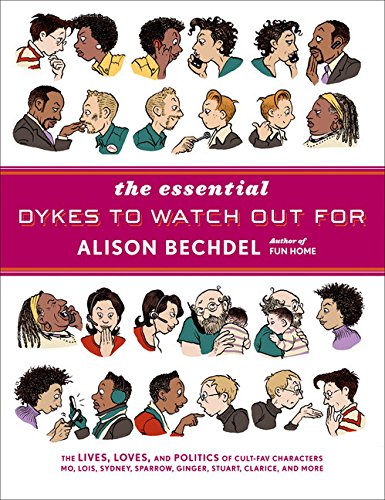 the essential
DYKES TO WATCH OUT FOR
ALISON BECHDEL Author of FUN HOME
THE LIVES, LOVES, AND POLITICS OF CULT-FAV CHARACTERS
MO, LOIS, SYDNEY, SPARROW, GINGER, STUART, CLARICE, AND MORE